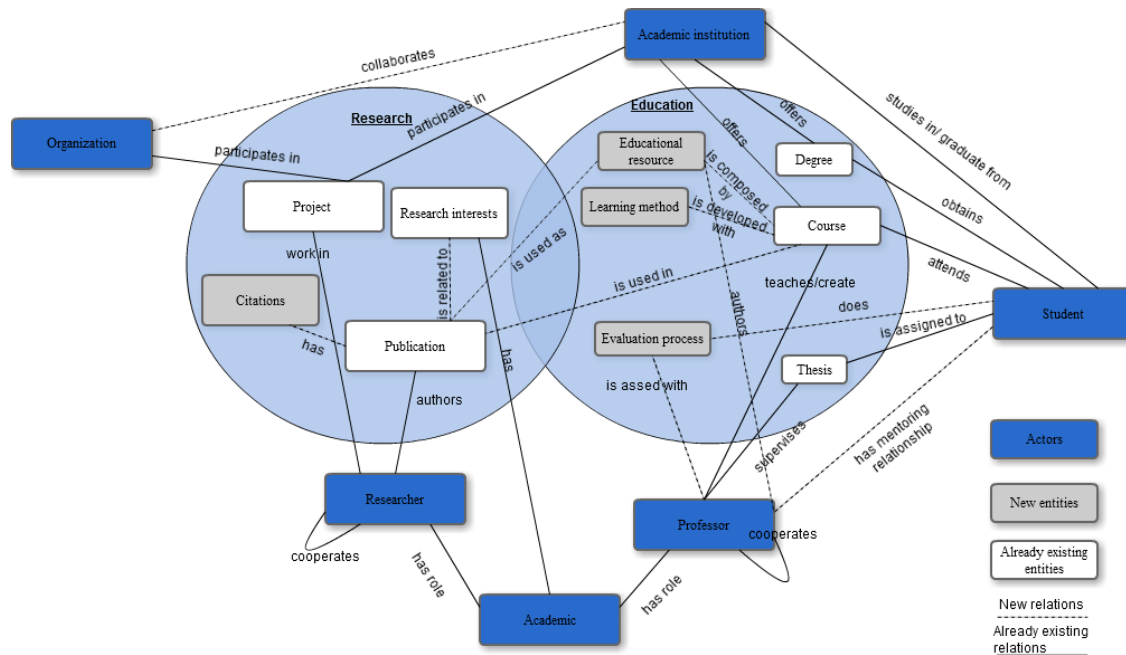 Academic institution
collaborates
Research
Education
participates in
offers
offers
studies in/ graduate from
Organization
participates in
Educational
resource
is composed
by
Degree
Project
Research interests
Learning method
is developed
with
Course
obtains
work in
is used as
is related to
is used in
teaches/create
attends
Citations
authors
does
Student
has
Publication
Evaluation process
is assigned to
has
Thesis
is assed with
authors
supervises
has mentoring
relationship
Actors
Researcher
New entities
Professor
cooperates
cooperates
has role
has role
Already existing
entities
Academic
New relations
Already existing
relations